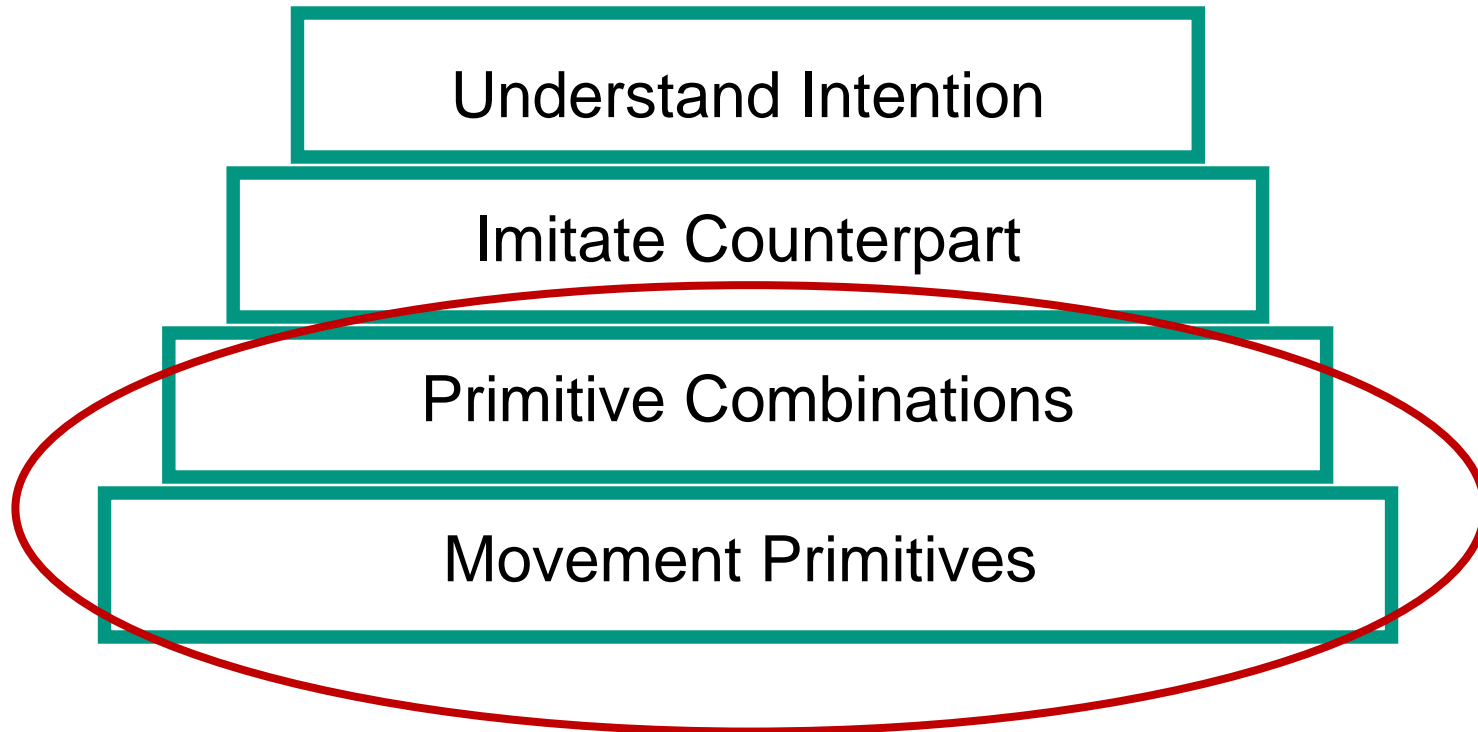 Understand Intention
Imitate Counterpart
Primitive Combinations
Movement Primitives